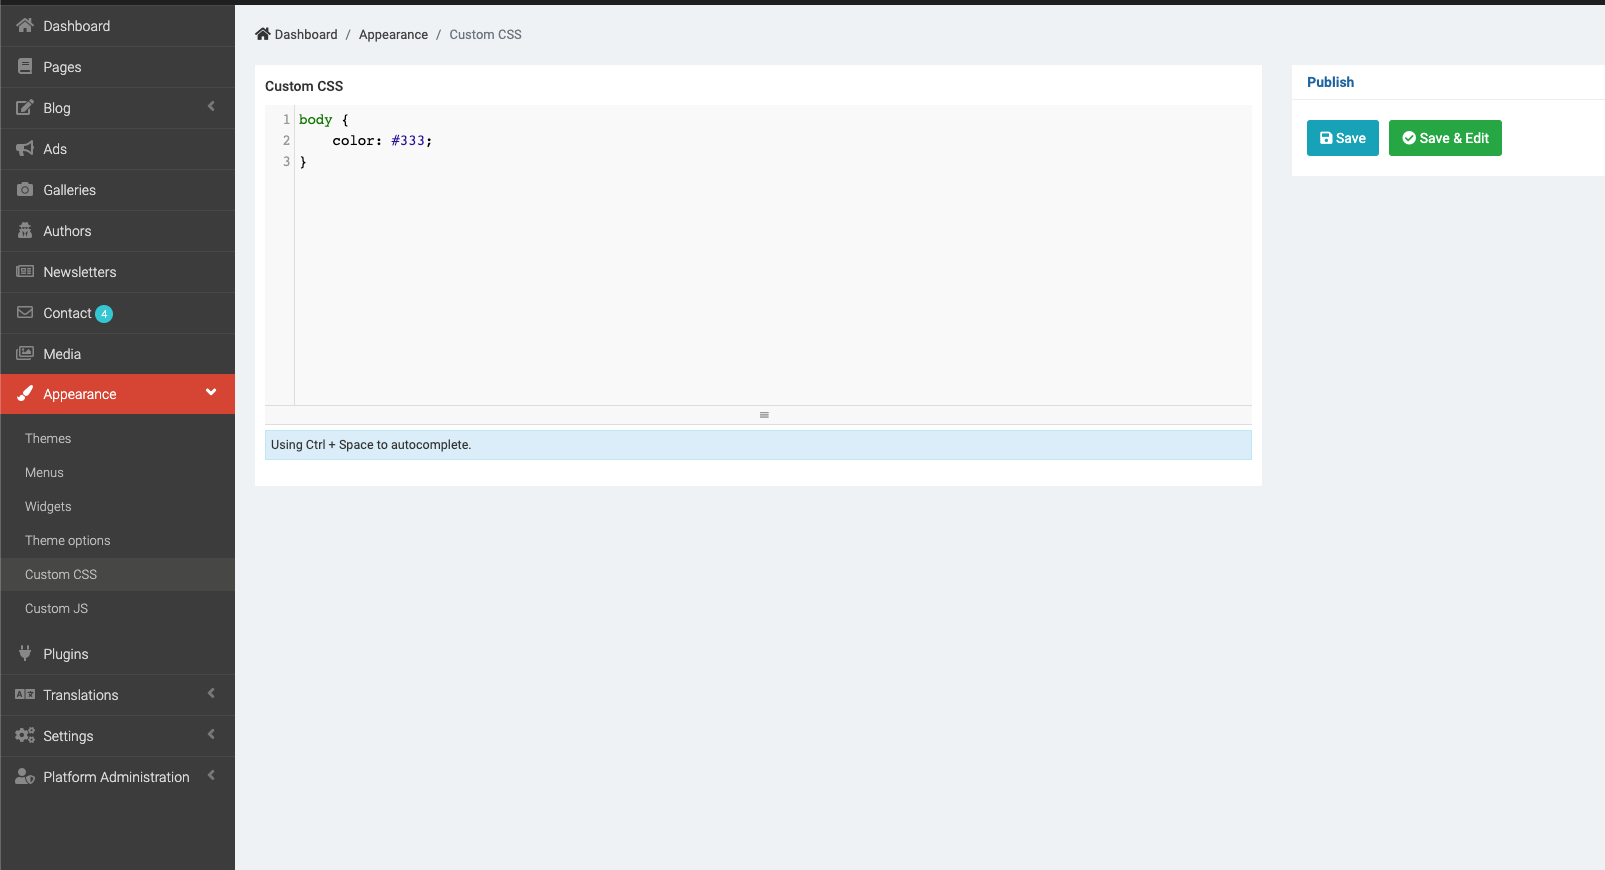 Dashboard
Pages
Blog
Ads
Galleries
Authors
Newsletters
Contact 4
Media
Appearance
Themes
Menus
Widgets
Theme options
Custom CSS
Custom JS
Plugins
Translations
Settings
Platform Administration
Dashboard / Appearance / Custom CSS
Custom CSS
1 body {
2     color: #333;
3 }
Using Ctrl + Space to autocomplete.
Publish
Save Save & Edit